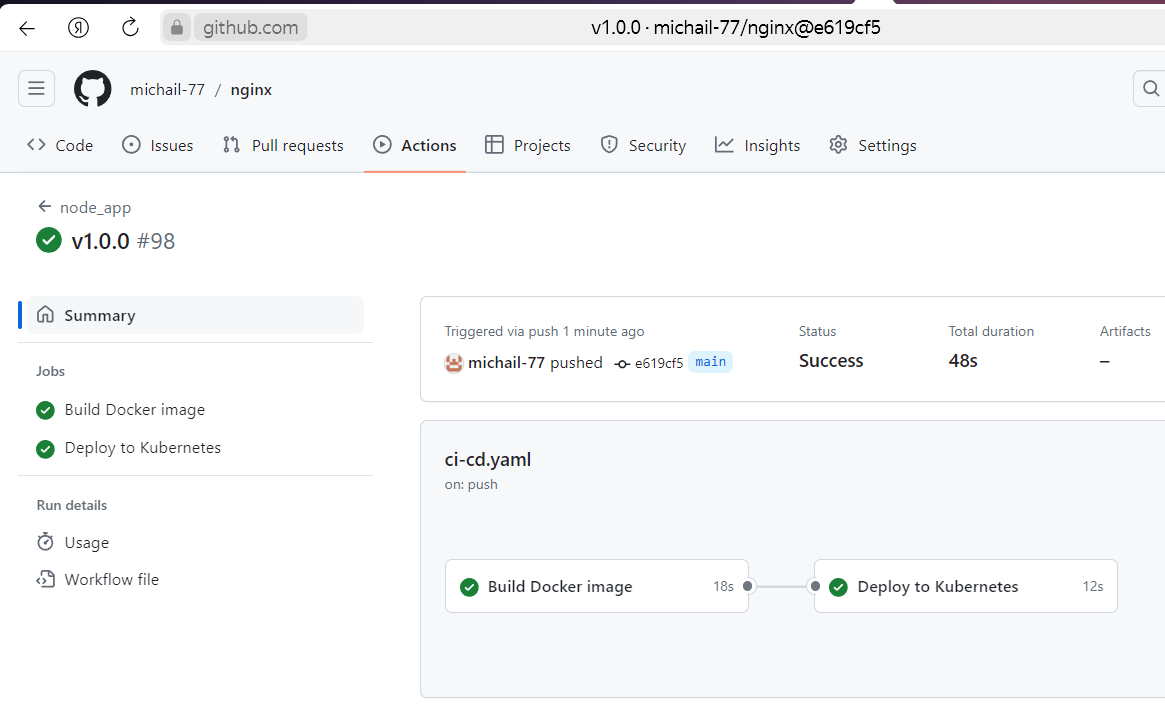 github.com
v1.0.0 · michail-77/nginx@e619cf5
michail-77 / nginx
Code
Issues
Pull requests
Actions
Projects
Security
Insights
Settings
node_app
v1.0.0 #98
Summary
Jobs
Build Docker image
Deploy to Kubernetes
Run details
Usage
Workflow file
Triggered via push 1 minute ago
michail-77 pushed e619cf5 main
Status
Success
Total duration
48s
Artifacts
–
ci-cd.yaml
on: push
Build Docker image 18s
Deploy to Kubernetes 12s